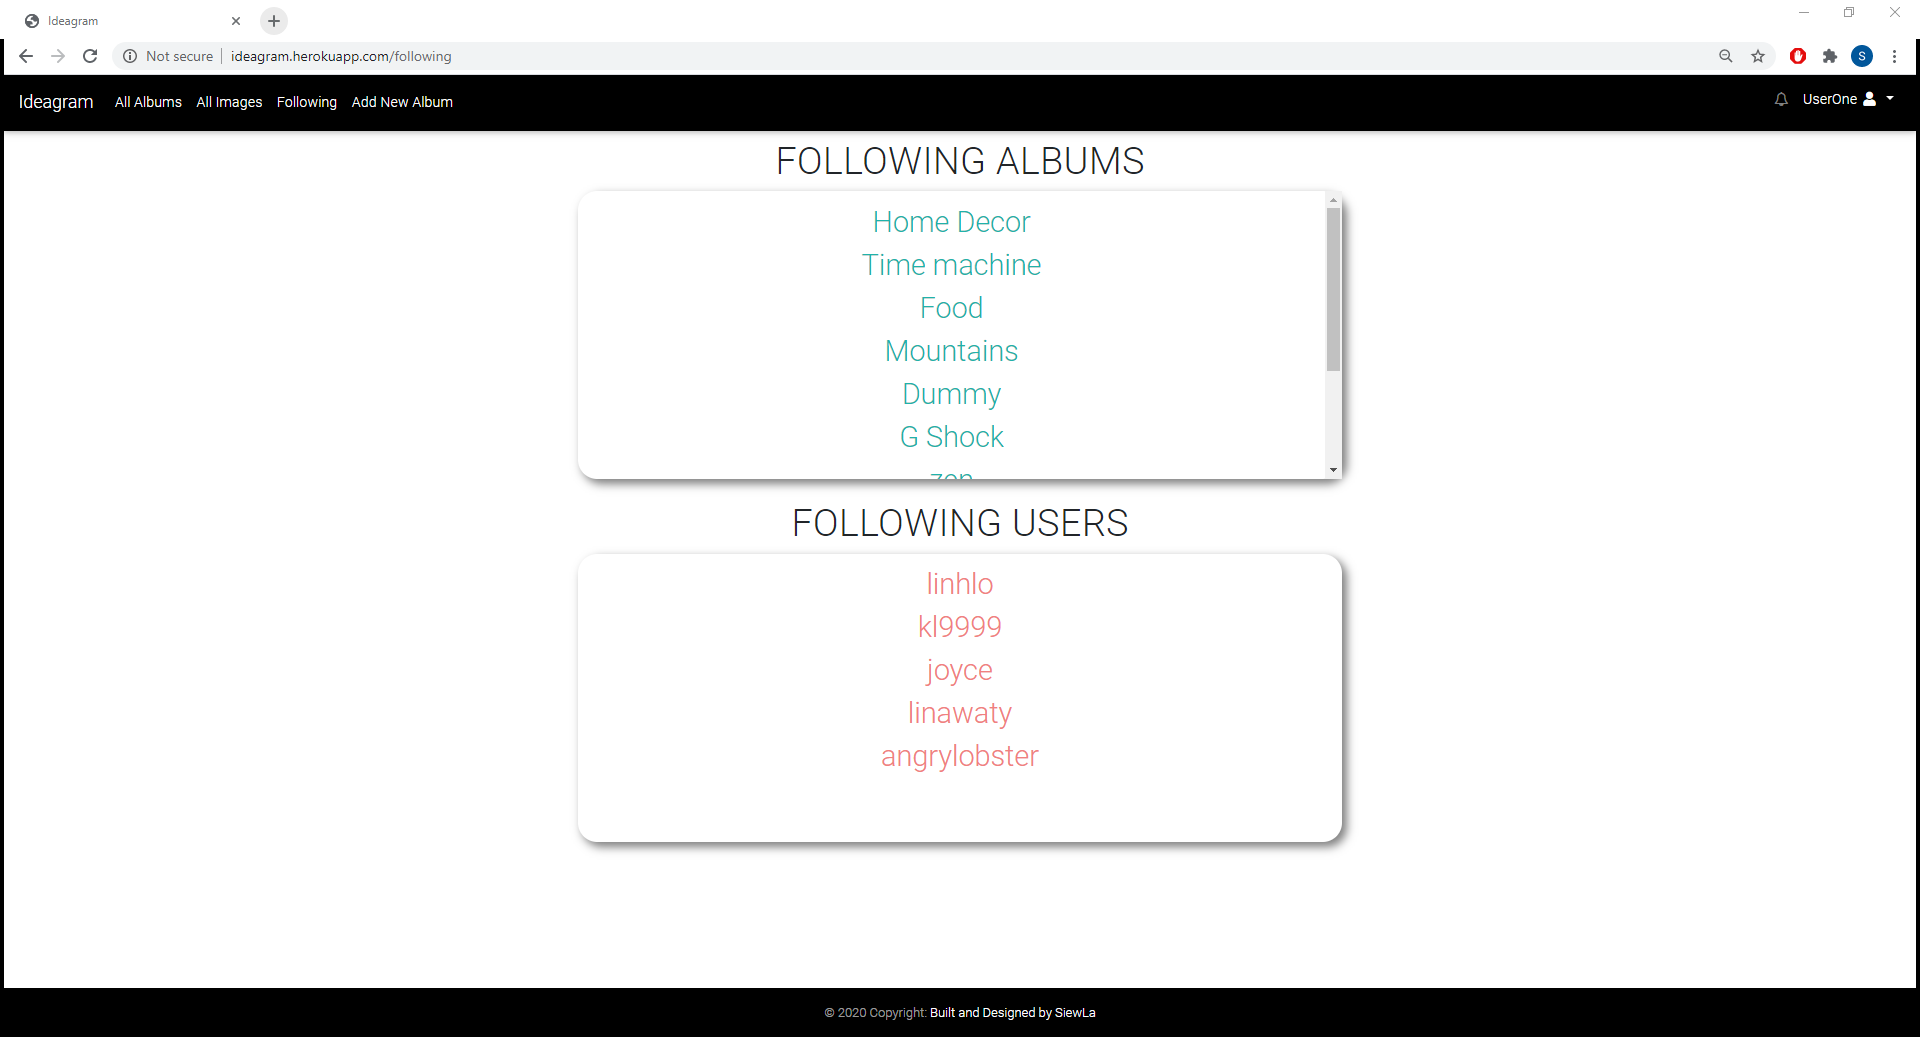 Ideagram
Not secure ideagram.herokuapp.com/following
S
Ideagram All Albums All Images Following Add New Album UserOne
FOLLOWING ALBUMS
Home Decor
Time machine
Food
Mountains
Dummy
G Shock
FOLLOWING USERS
linhlo
kl9999
joyce
linawaty
angrylobster
© 2020 Copyright: Built and Designed by SiewLa